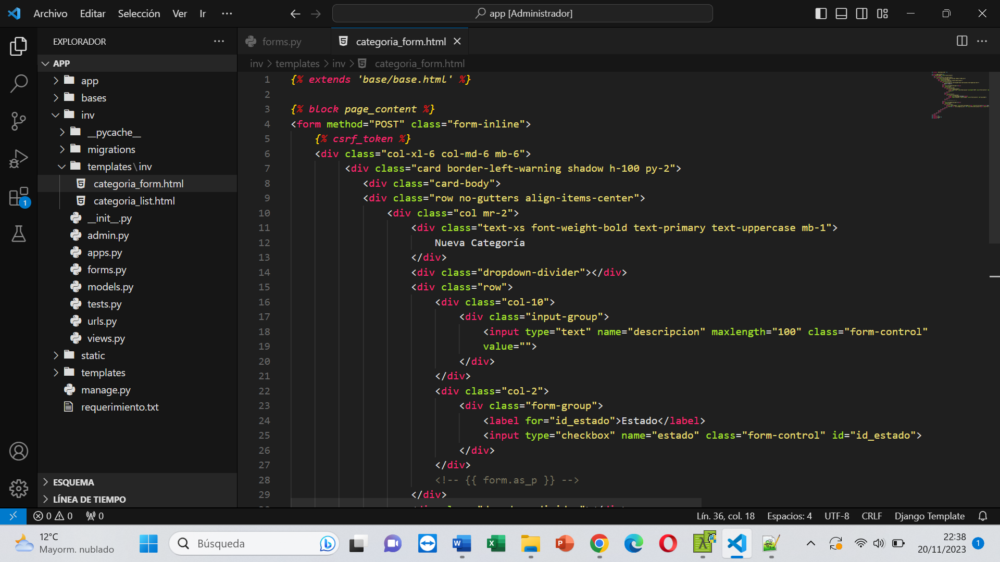 Archivo Editar Selección Ver Ir ···
app [Administrador]
EXPLORADOR
APP
app
bases
inv
__pycache__
migrations
templates\inv
categoria_form.html
categoria_list.html
__init__.py
admin.py
apps.py
forms.py
models.py
tests.py
urls.py
views.py
static
templates
manage.py
requerimiento.txt
ESQUEMA
LÍNEA DE TIEMPO
1
forms.py
categoria_form.html
inv > templates > inv > categoria_form.html
1 {% extends 'base/base.html' %}
2
3 {% block page_content %}
4 <form method="POST" class="form-inline">
5 {% csrf_token %}
6 <div class="col-xl-6 col-md-6 mb-6">
7 <div class="card border-left-warning shadow h-100 py-2">
8 <div class="card-body">
9 <div class="row no-gutters align-items-center">
10 <div class="col mr-2">
11 <div class="text-xs font-weight-bold text-primary text-uppercase mb-1">
12 Nueva Categoría
13 </div>
14 <div class="dropdown-divider"></div>
15 <div class="row">
16 <div class="col-10">
17 <div class="input-group">
18 <input type="text" name="descripcion" maxlength="100" class="form-control"
19 value="">
20 </div>
21 </div>
22 <div class="col-2">
23 <div class="form-group">
24 <label for="id_estado">Estado</label>
25 <input type="checkbox" name="estado" class="form-control" id="id_estado">
26 </div>
27 </div>
28 <!-- {{ form.as_p }} -->
29 </div>
0 0 0
Lín. 36, col. 18 Espacios: 4 UTF-8 CRLF Django Template
12°C
Mayorm. nublado
Búsqueda
22:38
20/11/2023
1